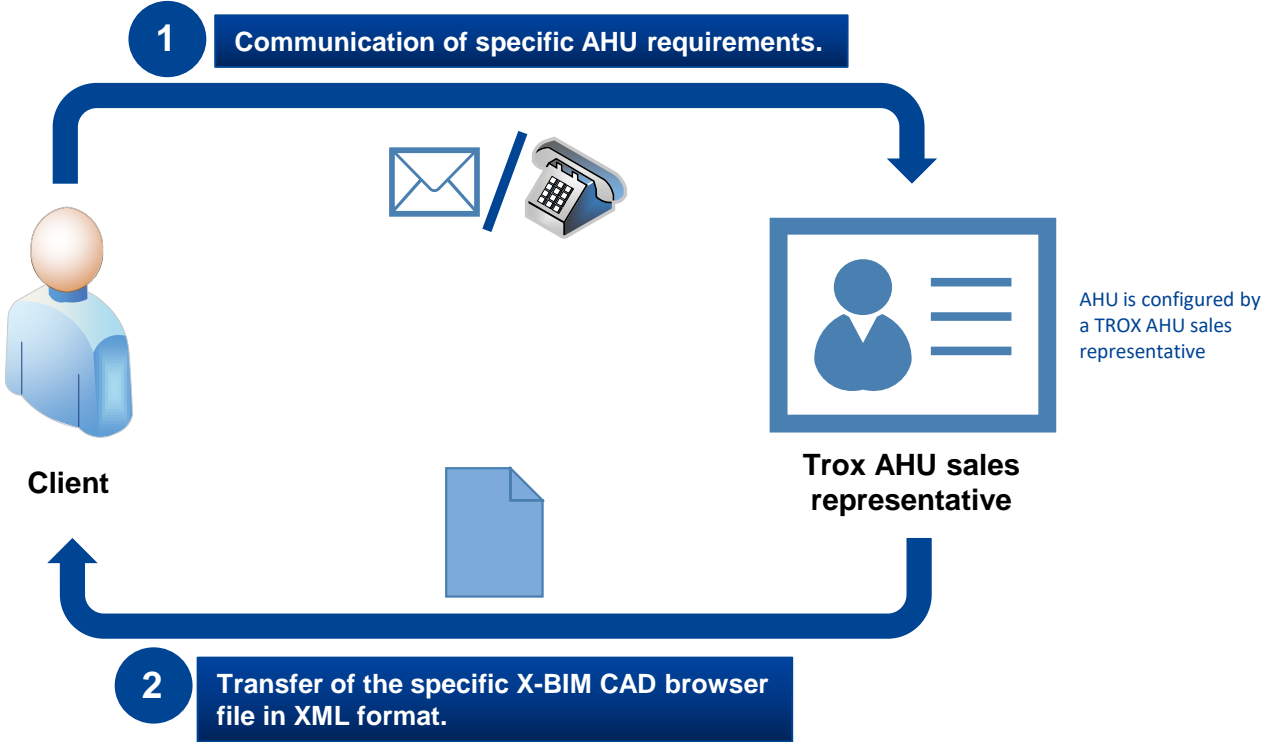 1
Communication of specific AHU requirements.
AHU is configured by
a TROX AHU sales
representative
Client
Trox AHU sales
representative
2
Transfer of the specific X-BIM CAD browser
file in XML format.